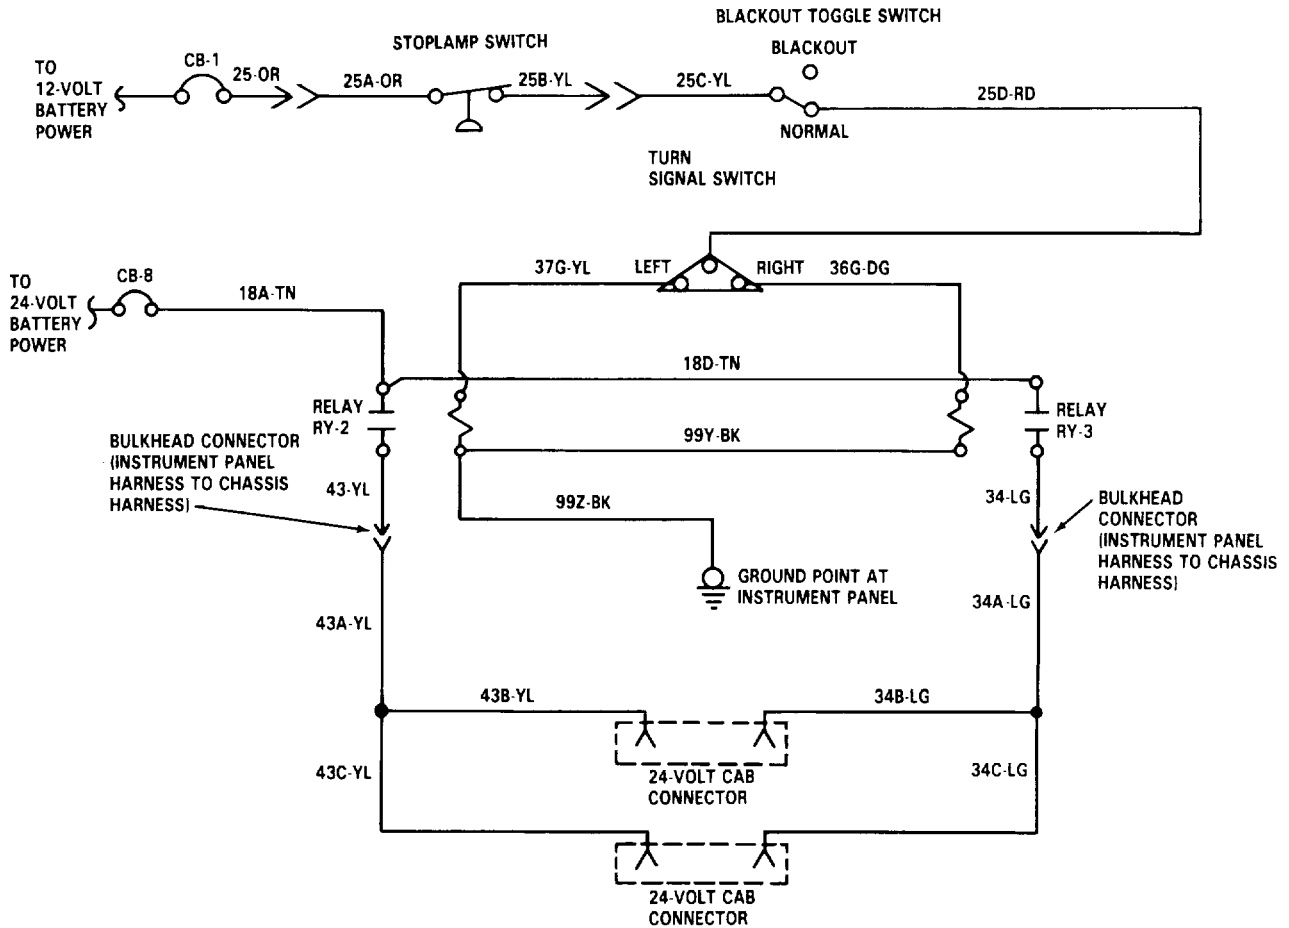 BLACKOUT TOGGLE SWITCH
STOPLAMP SWITCH
BLACKOUT
TO
12-VOLT
BATTERY
POWER
CB-1
25-OR
25A-OR
25B-YL
25C-YL
25D-RD
NORMAL
TURN
SIGNAL SWITCH
TO
24-VOLT
BATTERY
POWER
CB-8
18A-TN
37G-YL
LEFT
RIGHT
36G-DG
18D-TN
RELAY
RY-2
RELAY
RY-3
99Y-BK
BULKHEAD CONNECTOR
(INSTRUMENT PANEL
HARNESS TO CHASSIS
HARNESS)
43-YL
99Z-BK
34-LG
BULKHEAD
CONNECTOR
(INSTRUMENT PANEL
HARNESS TO CHASSIS
HARNESS)
GROUND POINT AT
INSTRUMENT PANEL
43A-YL
34A-LG
43B-YL
34B-LG
43C-YL
34C-LG
24-VOLT CAB
CONNECTOR
24-VOLT CAB
CONNECTOR